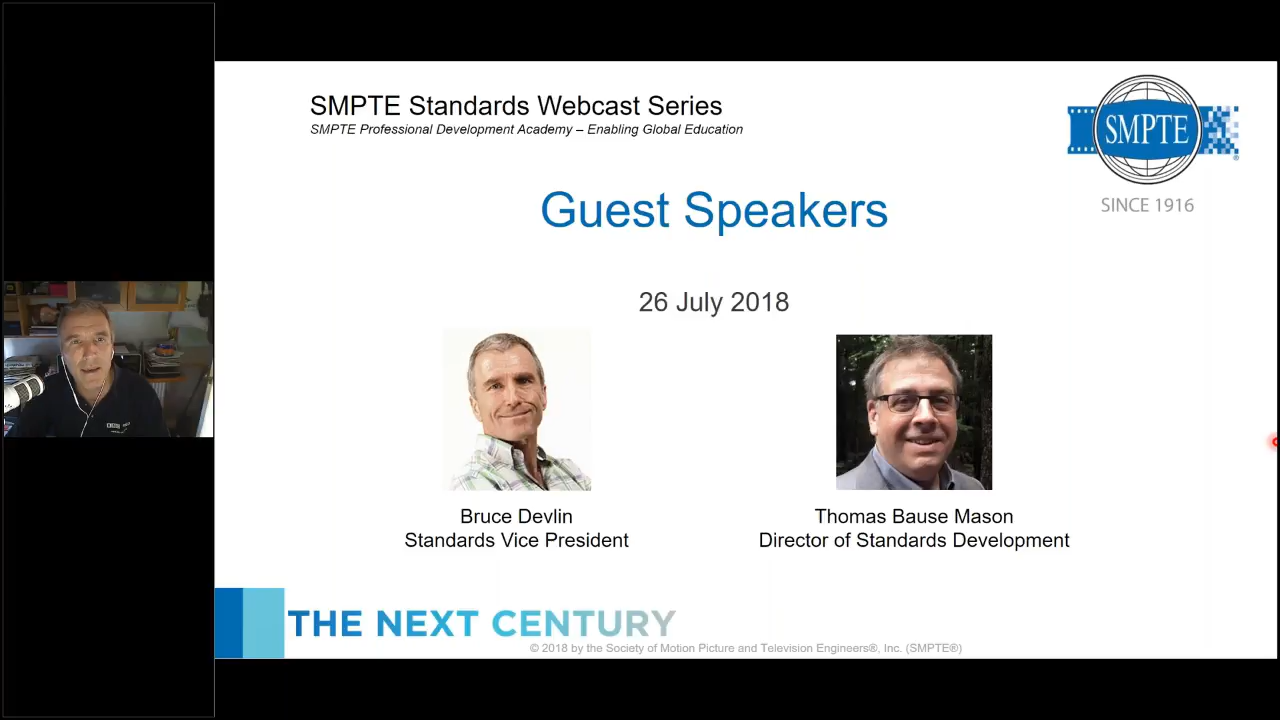 SMPTE Standards Webcast Series
SMPTE Professional Development Academy – Enabling Global Education
SMPTE
®
SINCE 1916
Guest Speakers
26 July 2018
Bruce Devlin
Standards Vice President
Thomas Bause Mason
Director of Standards Development
THE NEXT CENTURY
© 2018 by the Society of Motion Picture and Television Engineers®, Inc. (SMPTE®)